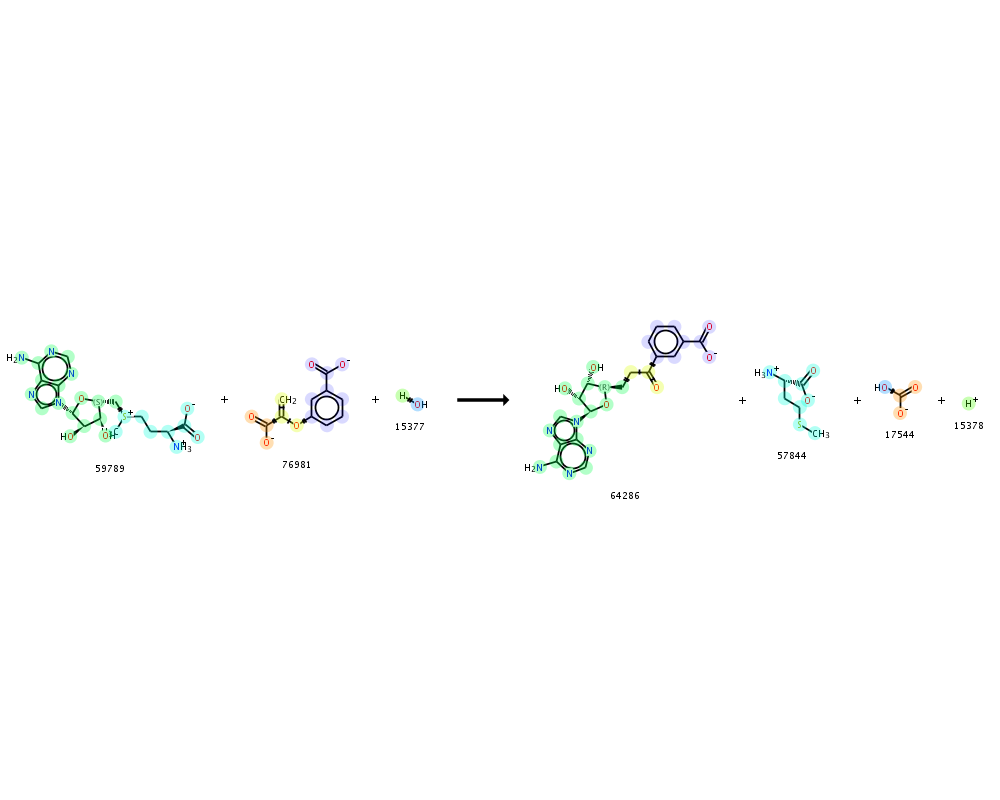 H₂N N N N N N O S S⁺ O⁻ O NH₃⁺ HO OH
59789
+
O O⁻ CH₂ O O O⁻
76981
+
H OH
15377
O O⁻ OH HO R O O N N N N N H₂N
64286
+
H₃N⁺ O O⁻ S CH₃
57844
+
HO O O⁻
17544
+
H⁺
15378